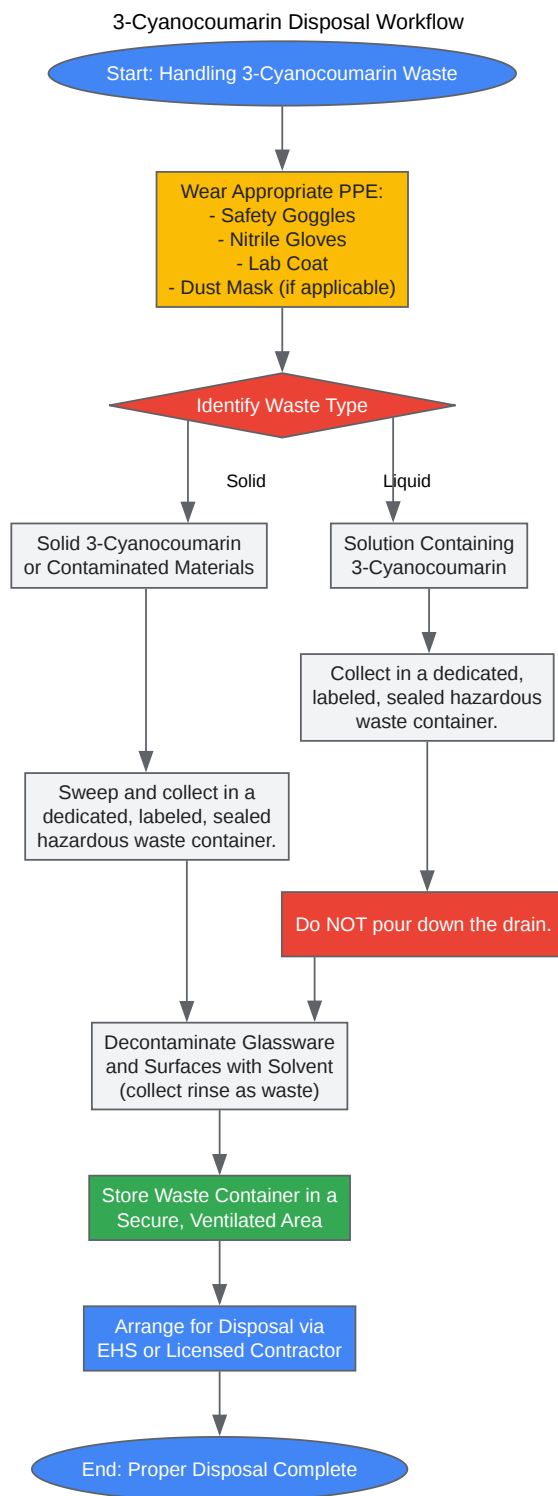 3-Cyanocoumarin Disposal Workflow
Start: Handling 3-Cyanocoumarin Waste
Wear Appropriate PPE:
- Safety Goggles
- Nitrile Gloves
- Lab Coat
- Dust Mask (if applicable)
Identify Waste Type
Solid
Liquid
Solid 3-Cyanocoumarin
or Contaminated Materials
Solution Containing
3-Cyanocoumarin
Collect in a dedicated,
labeled, sealed hazardous
waste container.
Sweep and collect in a
dedicated, labeled, sealed
hazardous waste container.
Do NOT pour down the drain.
Decontaminate Glassware
and Surfaces with Solvent
(collect rinse as waste)
Store Waste Container in a
Secure, Ventilated Area
Arrange for Disposal via
EHS or Licensed Contractor
End: Proper Disposal Complete